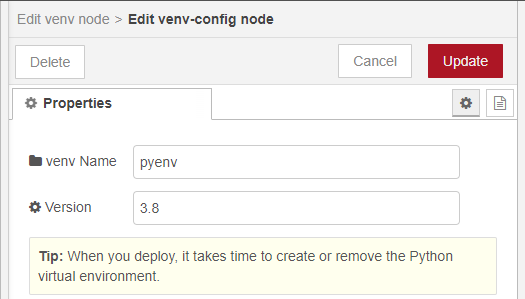 Edit venv node > Edit venv-config node
Delete
Cancel
Update
Properties
venv Name
pyenv
Version
3.8
Tip: When you deploy, it takes time to create or remove the Python
virtual environment.